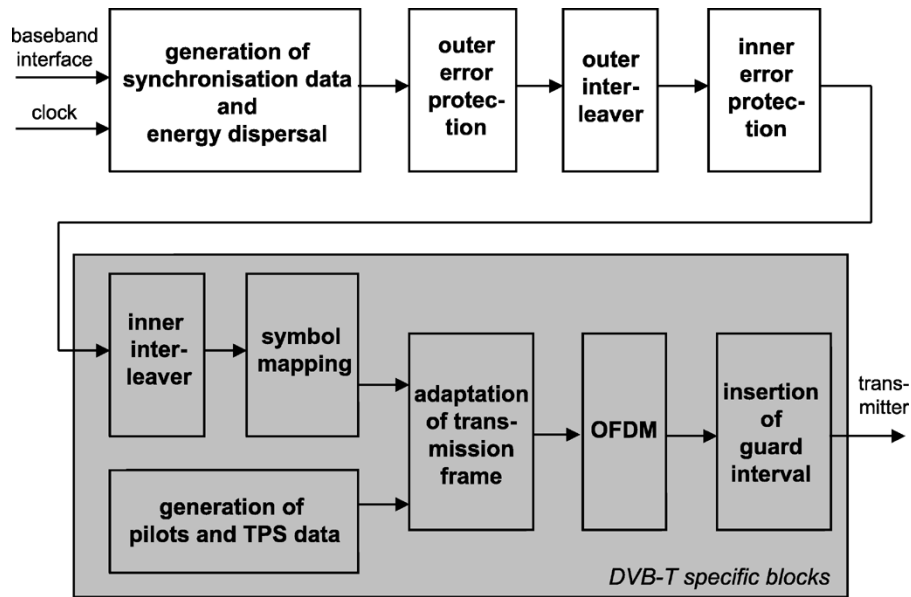 baseband
interface
clock
generation of
synchronisation data
and
energy dispersal
outer
error
protec-
tion
outer
inter-
leaver
inner
error
protec-
tion
inner
inter-
leaver
symbol
mapping
generation of
pilots and TPS data
adaptation
of trans-
mission
frame
OFDM
insertion
of
guard
interval
trans-
mitter
DVB-T specific blocks